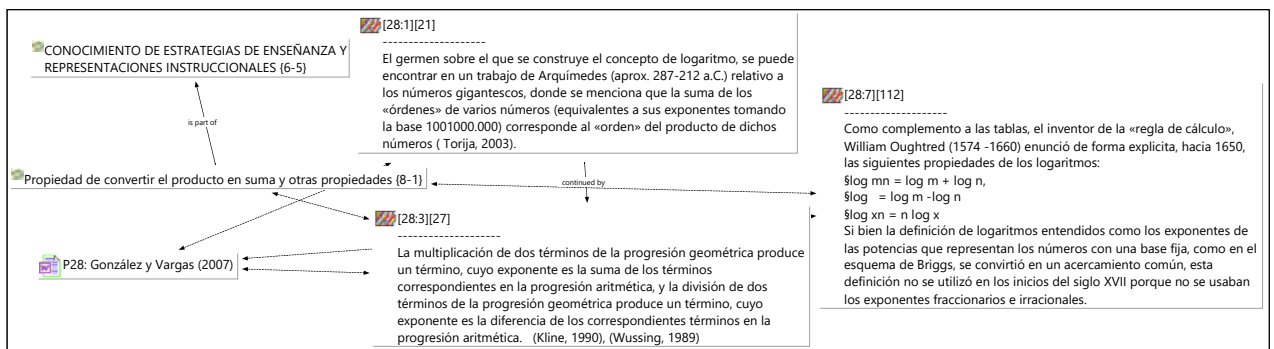 CONOCIMIENTO DE ESTRATEGIAS DE ENSEÑANZA Y
REPRESENTACIONES INSTRUCCIONALES {6-5}
is part of
Propiedad de convertir el producto en suma y otras propiedades {8-1}
P28: González y Vargas (2007)
[28:1][21]
--------------------
El germen sobre el que se construye el concepto de logaritmo, se puede
encontrar en un trabajo de Arquímedes (aprox. 287-212 a.C.) relativo a
los números gigantescos, donde se menciona que la suma de los
«órdenes» de varios números (equivalentes a sus exponentes tomando
la base 1001000.000) corresponde al «orden» del producto de dichos
números ( Torija, 2003).
continued by
[28:3][27]
--------------------
La multiplicación de dos términos de la progresión geométrica produce
un término, cuyo exponente es la suma de los términos
correspondientes en la progresión aritmética, y la división de dos
términos de la progresión geométrica produce un término, cuyo
exponente es la diferencia de los correspondientes términos en la
progresión aritmética. (Kline, 1990), (Wussing, 1989)
[28:7][112]
--------------------
Como complemento a las tablas, el inventor de la «regla de cálculo»,
William Oughtred (1574 -1660) enunció de forma explicita, hacia 1650,
las siguientes propiedades de los logaritmos:
§log mn = log m + log n,
§log = log m -log n
§log xn = n log x
Si bien la definición de logaritmos entendidos como los exponentes de
las potencias que representan los números con una base fija, como en el
esquema de Briggs, se convirtió en un acercamiento común, esta
definición no se utilizó en los inicios del siglo XVII porque no se usaban
los exponentes fraccionarios e irracionales.